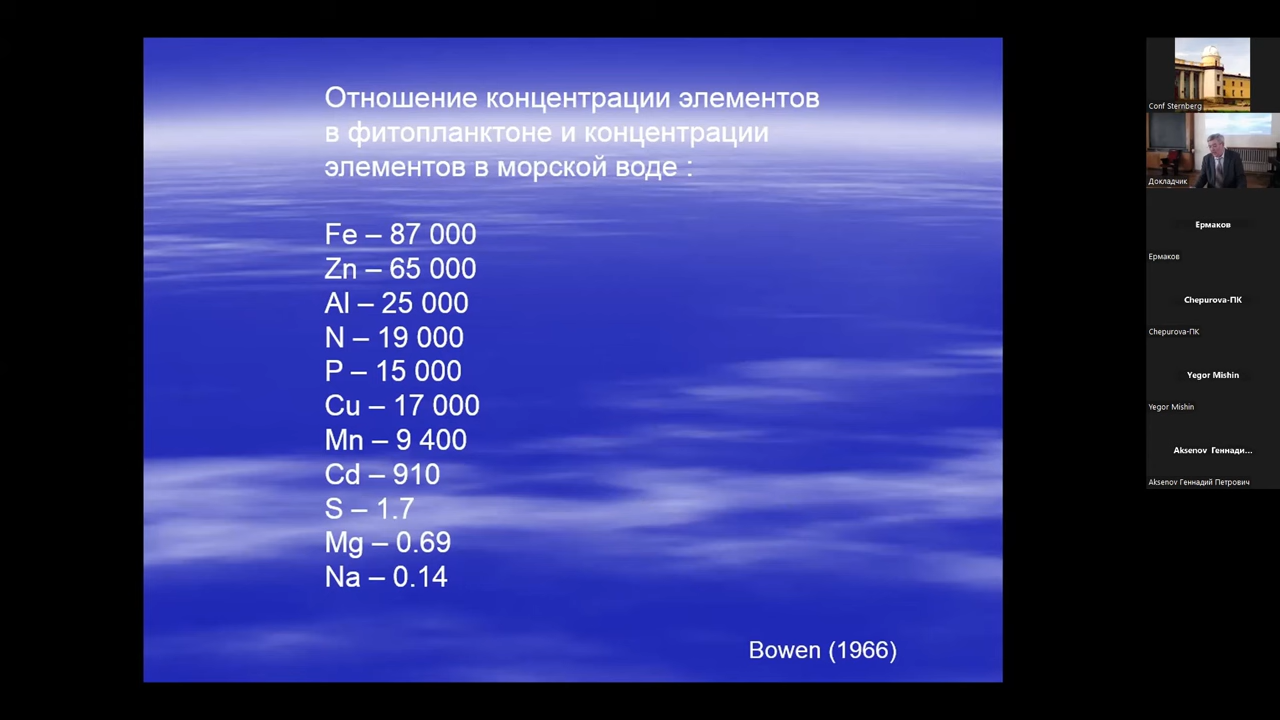 Отношение концентрации элементов
в фитопланктоне и концентрации
элементов в морской воде :
Fe – 87 000
Zn – 65 000
Al – 25 000
N – 19 000
P – 15 000
Cu – 17 000
Mn – 9 400
Cd – 910
S – 1.7
Mg – 0.69
Na – 0.14
Bowen (1966)
Conf Sternberg
Докладчик
Ермаков
Ермаков
Chepurova-ПК
Chepurova-ПК
Yegor Mishin
Yegor Mishin
Aksenov Геннади...
Aksenov Геннадий Петрович